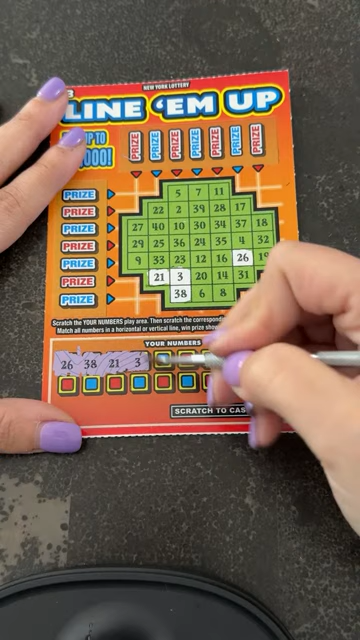 NEW YORK LOTTERY
LINE 'EM UP
UP TO
PRIZE PRIZE PRIZE PRIZE PRIZE PRIZE PRIZE
5 7 11
PRIZE
22 2 39 28 17
PRIZE
27 40 10 30 34 37 18
PRIZE
29 25 36 24 35 4 32
PRIZE
9 33 23 12 16 26 19
PRIZE
21 3 20 14 31
PRIZE
38 6 8
PRIZE
Scratch the YOUR NUMBERS play area. Then scratch the correspond
Match all numbers in a horizontal or vertical line, win prize show
YOUR NUMBERS
26 38 21 3
SCRATCH TO CAS